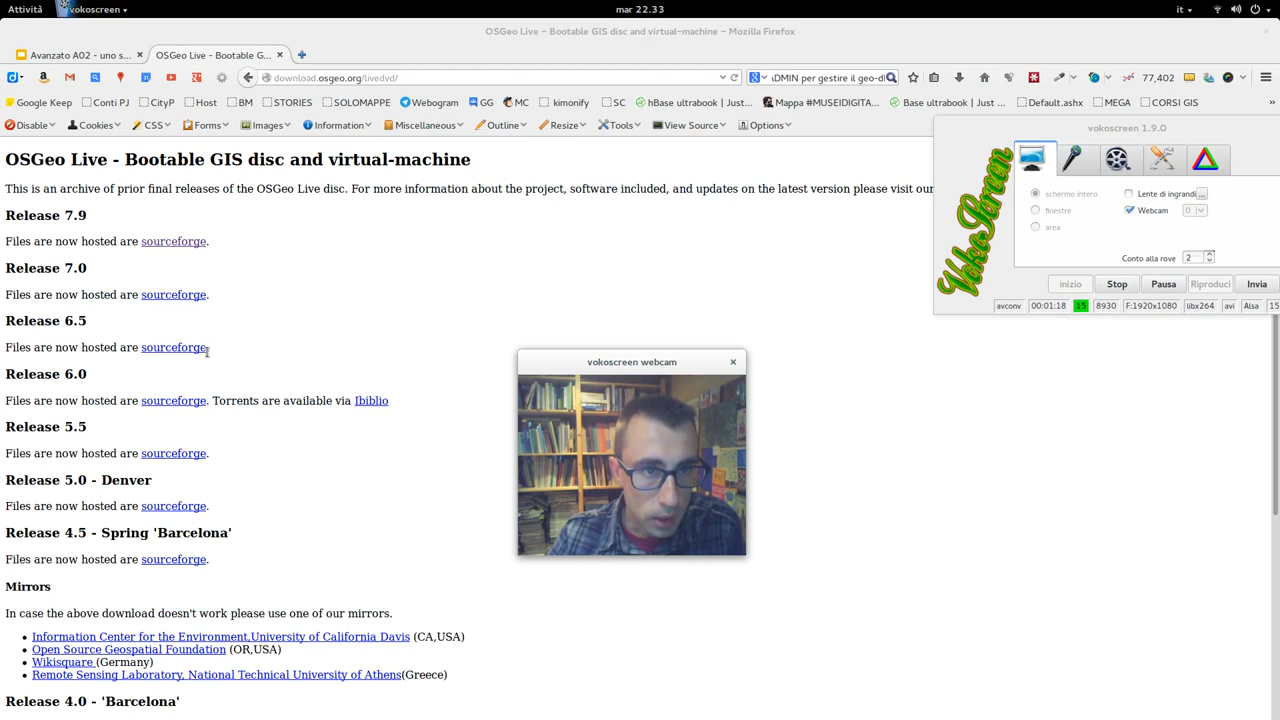 Attività vokoscreen mar 22.33 it
OSGeo Live - Bootable GIS disc and virtual-machine - Mozilla Firefox
Avanzato A02 - uno s... OSGeo Live - Bootable G...
download.osgeo.org/livedvd/ DMIN per gestire il geo-d 77,402
Google Keep Conti PJ CityP Host BM STORIES SOLOMAPPE Webogram GG MC kimonify SC hBase ultrabook | Just... Mappa #MUSEIDIGITA... Base ultrabook | Just ... Default.ashx MEGA CORSI GIS »
Disable Cookies CSS Forms Images Information Miscellaneous Outline Resize Tools View Source Options
vokoscreen 1.9.0
VokoScreen
schermo intero Lente di ingrandi ...
finestre Webcam 0
area
Conto alla rove 2
inizio Stop Pausa Riproduci Invia
avconv 00:01:18 15 8930 F:1920x1080 libx264 avi Alsa 15
OSGeo Live - Bootable GIS disc and virtual-machine
This is an archive of prior final releases of the OSGeo Live disc. For more information about the project, software included, and updates on the latest version please visit our
Release 7.9
Files are now hosted are sourceforge.
Release 7.0
Files are now hosted are sourceforge.
Release 6.5
Files are now hosted are sourceforge.
Release 6.0
Files are now hosted are sourceforge. Torrents are available via Ibiblio
Release 5.5
Files are now hosted are sourceforge.
Release 5.0 - Denver
Files are now hosted are sourceforge.
Release 4.5 - Spring 'Barcelona'
Files are now hosted are sourceforge.
Mirrors
In case the above download doesn't work please use one of our mirrors.
• Information Center for the Environment,University of California Davis (CA,USA)
• Open Source Geospatial Foundation (OR,USA)
• Wikisquare (Germany)
• Remote Sensing Laboratory, National Technical University of Athens(Greece)
Release 4.0 - 'Barcelona'
vokoscreen webcam